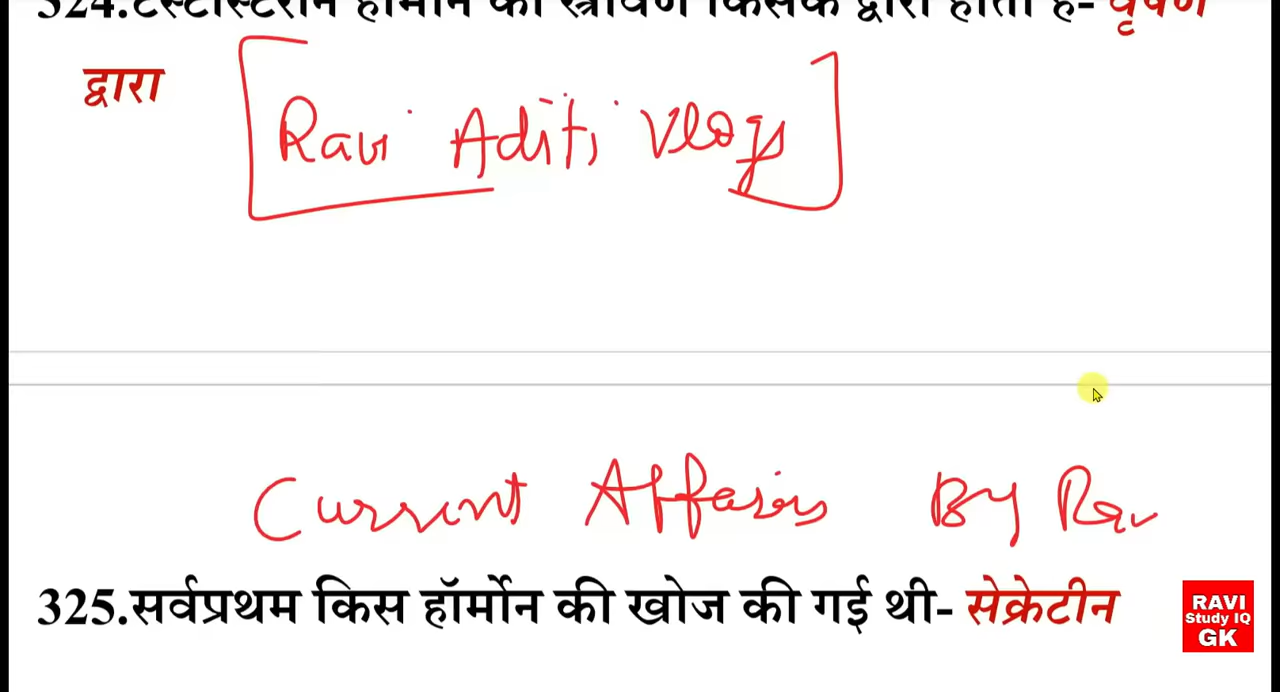 324.टेस्टोस्टेरोन हॉर्मोन का स्त्रावण किसके द्वारा होता है- वृषण
द्वारा
Ravi Aditi Vlogs
Current Affairs By Rav
325.सर्वप्रथम किस हॉर्मोन की खोज की गई थी- सेक्रेटीन
RAVI
Study IQ
GK